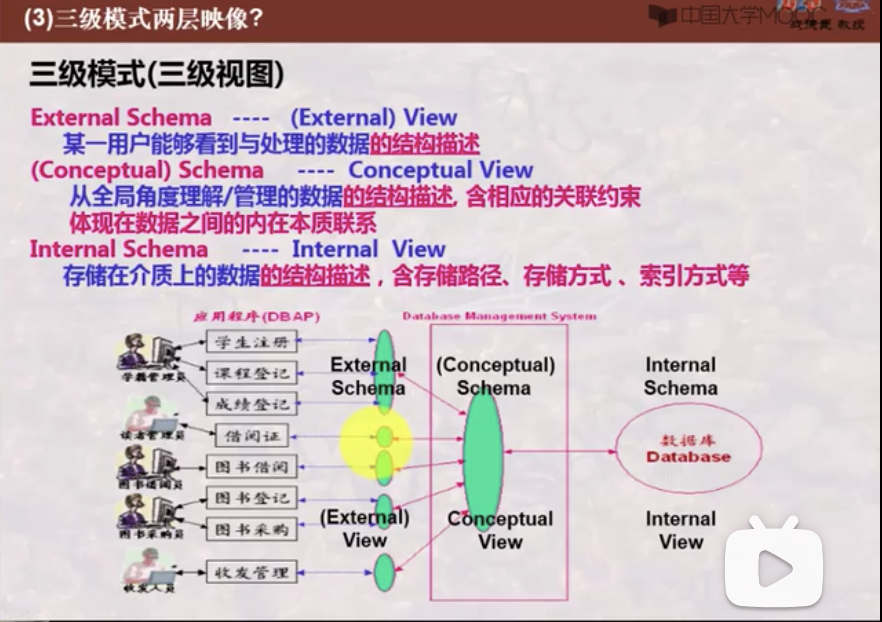 (3)三级模式两层映像?
中国大学MOOC
战德臣 教授
三级模式(三级视图)
External Schema ---- (External) View
某一用户能够看到与处理的数据的结构描述
(Conceptual) Schema ---- Conceptual View
从全局角度理解/管理的数据的结构描述, 含相应的关联约束
体现在数据之间的内在本质联系
Internal Schema ---- Internal View
存储在介质上的数据的结构描述，含存储路径、存储方式 、索引方式等
应用程序(DBAP)
Database Management System
学生注册
课程登记
成绩登记
学籍管理员
借阅证
读者管理员
图书借阅
图书借阅员
图书登记
图书采购
图书采购员
收发管理
收发人员
External
Schema
(Conceptual)
Schema
Internal
Schema
数据库
Database
(External)
View
Conceptual
View
Internal
View